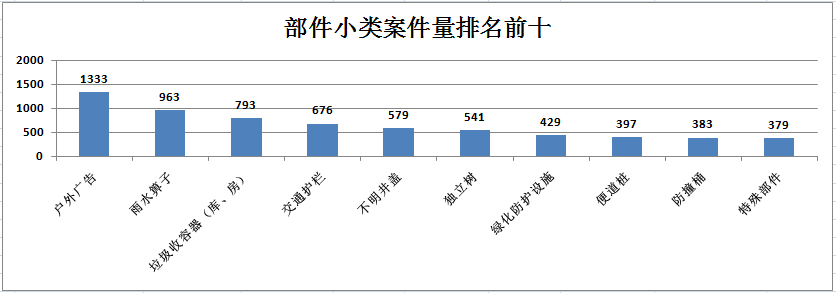 部件小类案件量排名前十
2000
1500
1000
500
0
1333
963
793
676
579
541
429
397
383
379
户外广告
雨水箅子
垃圾收容器（库、房）
交通护栏
不明井盖
独立树
绿化防护设施
便道桩
防撞桶
特殊部件